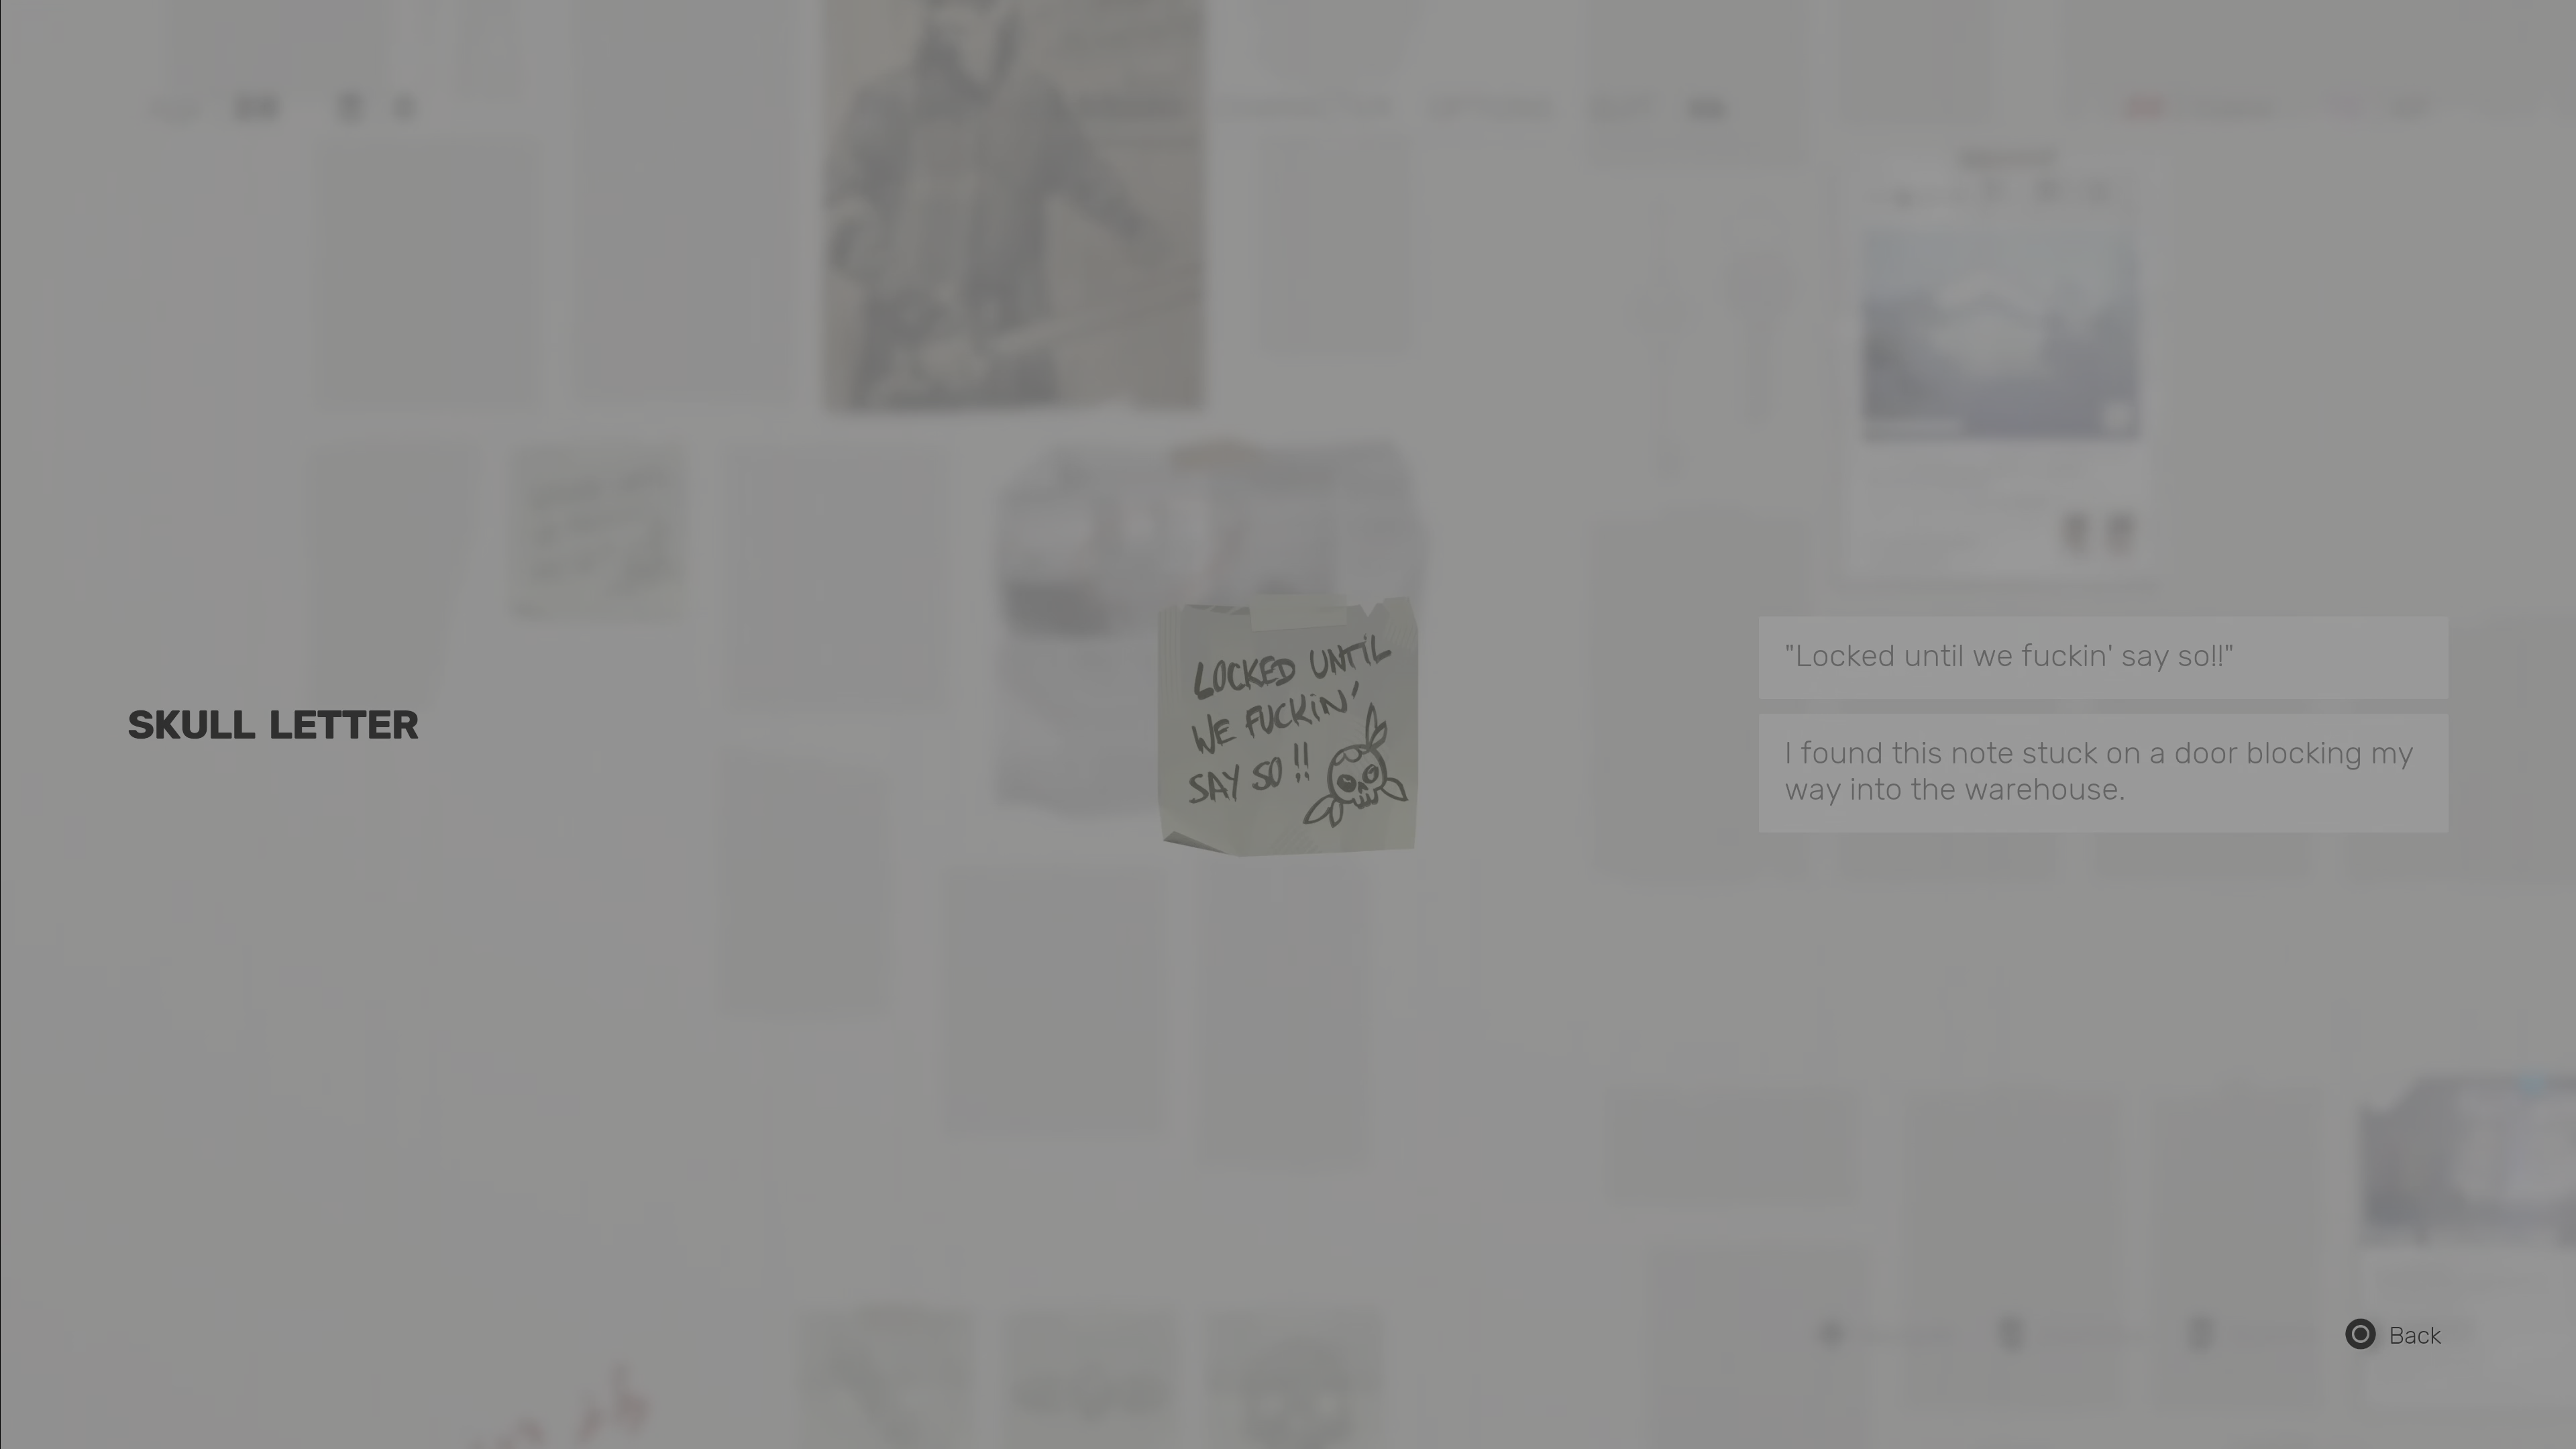 SKULL LETTER
LOCKED UNTIL
WE FUCKIN'
SAY SO!!
"Locked until we fuckin' say so!!"
I found this note stuck on a door blocking my
way into the warehouse.
Back